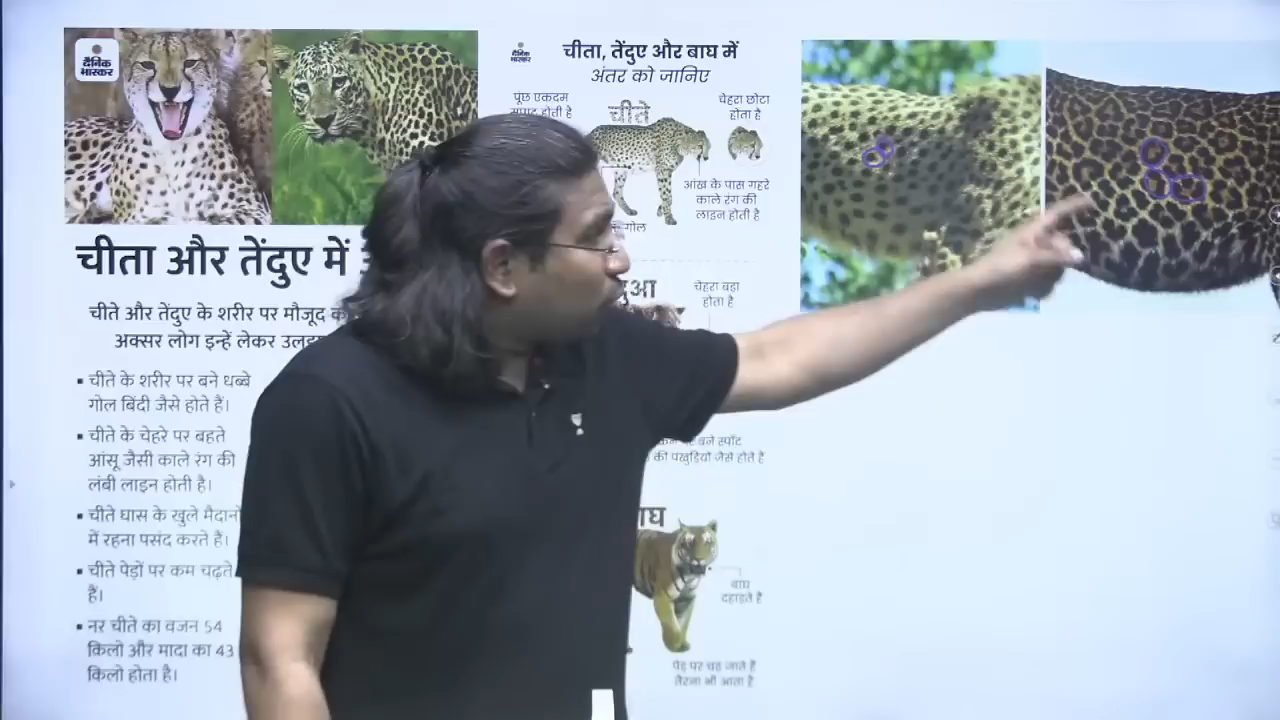 दैनिक
भास्कर
चीता और तेंदुए में
चीते और तेंदुए के शरीर पर मौजूद
अक्सर लोग इन्हें लेकर
▪ चीते के शरीर पर बने धब्बे
गोल बिंदी जैसे होते हैं।
▪ चीते के चेहरे पर बहते
आंसू जैसी काले रंग की
लंबी लाइन होती है।
▪ चीते घास के खुले मैदानों
में रहना पसंद करते हैं।
▪ चीते पेड़ों पर कम चढ़ते
हैं।
▪ नर चीते का वजन 54
किलो और मादा का 43
किलो होता है।
दैनिक
भास्कर
चीता, तेंदुए और बाघ में
अंतर को जानिए
पूंछ एकदम
होती है
चीते
चेहरा छोटा
होता है
आंख के पास गहरे
काले रंग की
लाइन होती है
गोल
चेहरा बड़ा
होता है
बने स्पॉट
की पंखुड़ियों जैसे होते हैं
बाघ
दहाड़ते हैं
पेड़ पर चढ़ जाते हैं
तैरना भी आता है